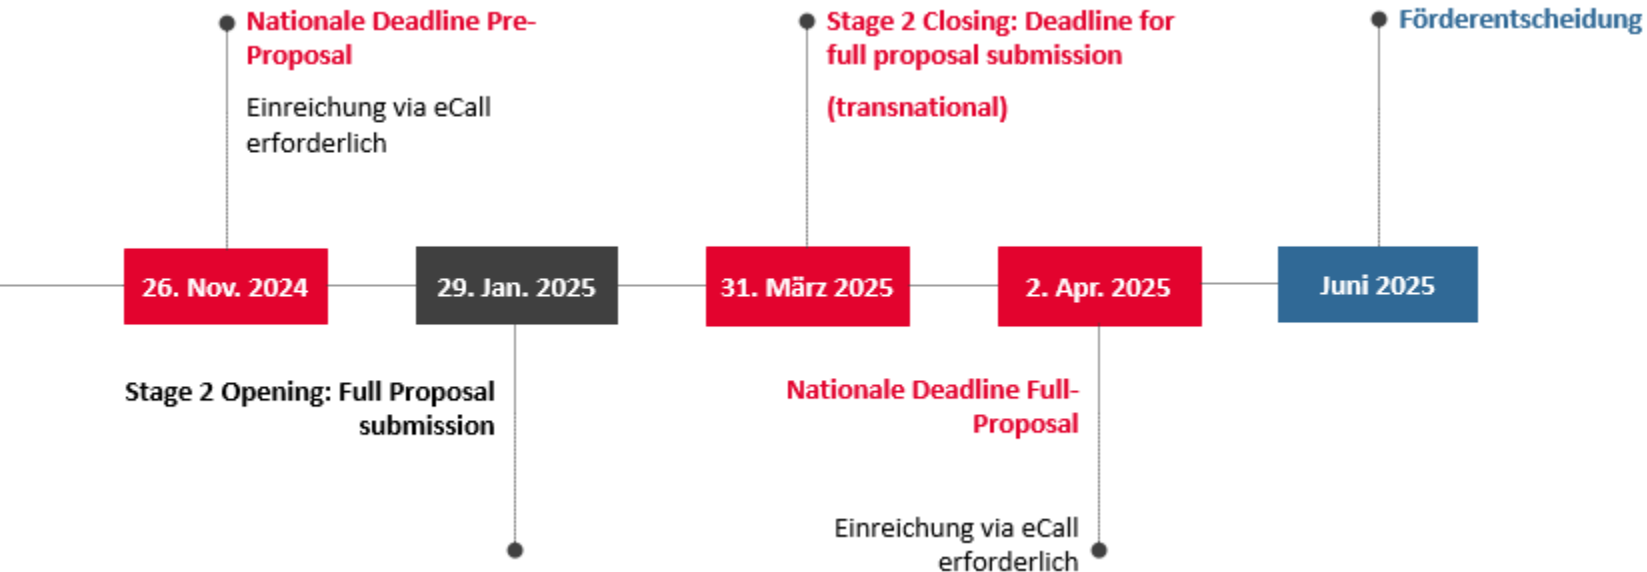 Nationale Deadline Pre-
Proposal
Einreichung via eCall
erforderlich
Stage 2 Closing: Deadline for
full proposal submission
(transnational)
Förderentscheidung
26. Nov. 2024
29. Jan. 2025
31. März 2025
2. Apr. 2025
Juni 2025
Stage 2 Opening: Full Proposal
submission
Nationale Deadline Full-
Proposal
Einreichung via eCall
erforderlich